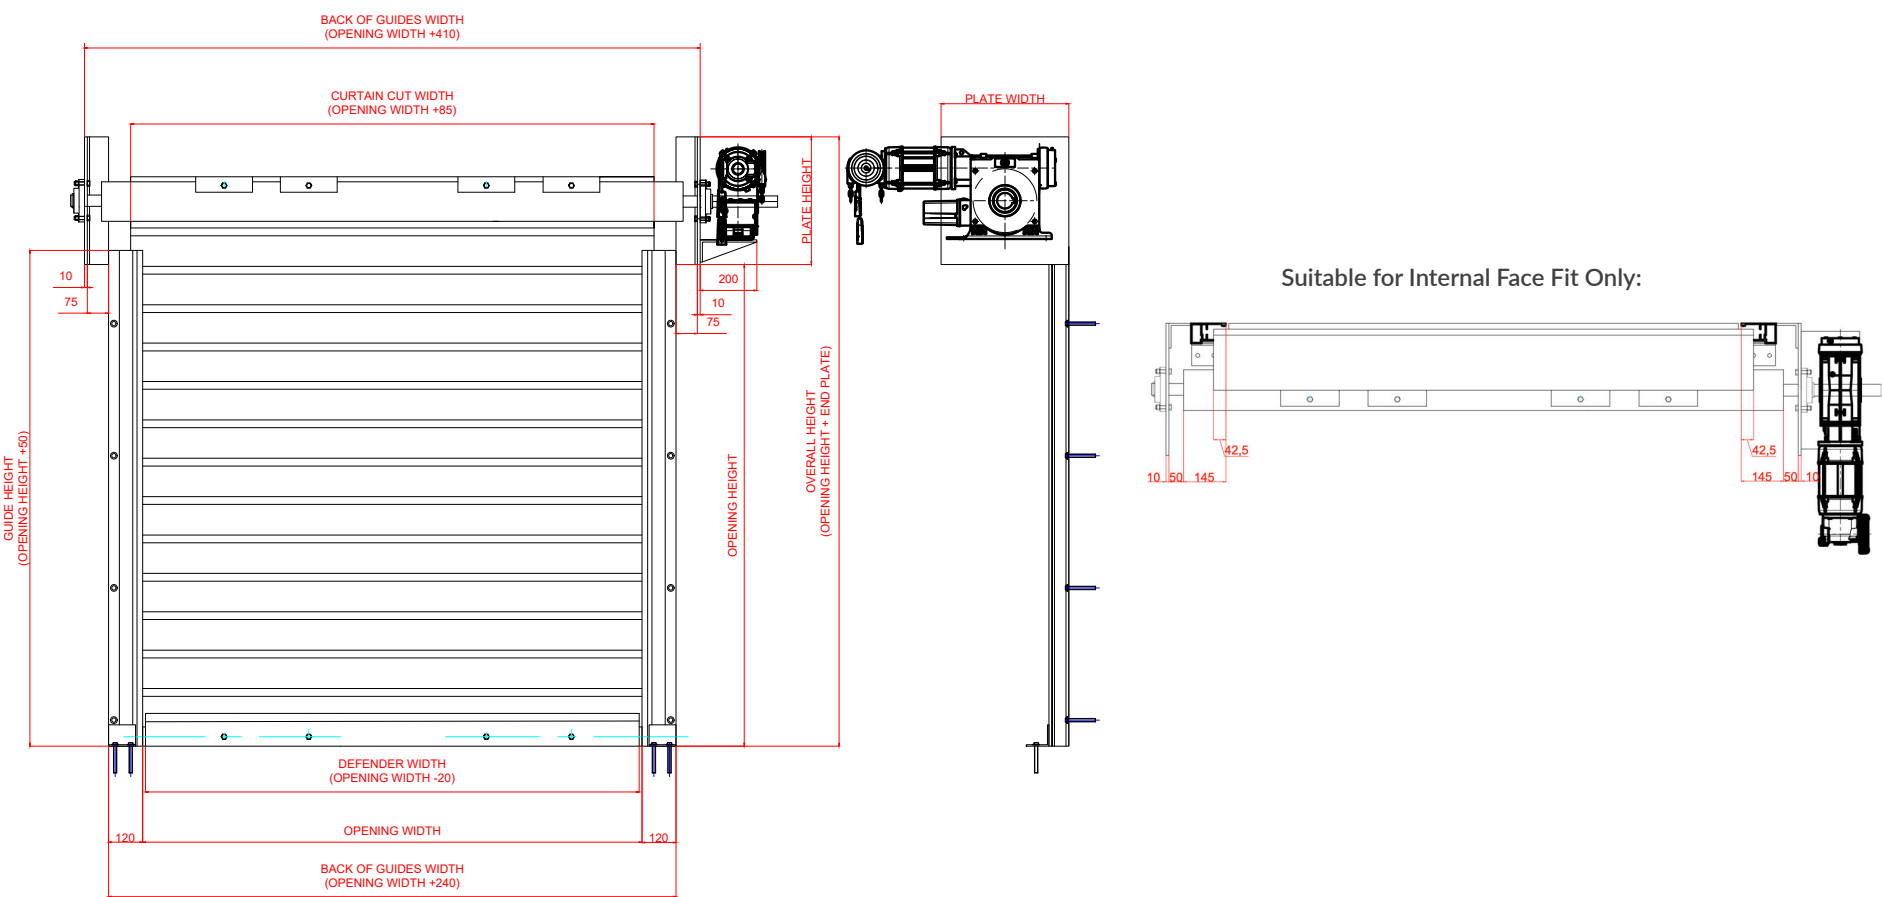 BACK OF GUIDES WIDTH
(OPENING WIDTH +410)
CURTAIN CUT WIDTH
(OPENING WIDTH +85)
PLATE WIDTH
PLATE HEIGHT
10
75
200
10
75
GUIDE HEIGHT
(OPENING HEIGHT +50)
OPENING HEIGHT
OVERALL HEIGHT
(OPENING HEIGHT + END PLATE)
DEFENDER WIDTH
(OPENING WIDTH -20)
120
OPENING WIDTH
120
BACK OF GUIDES WIDTH
(OPENING WIDTH +240)
Suitable for Internal Face Fit Only:
42,5
42,5
10
50
145
145
50
10